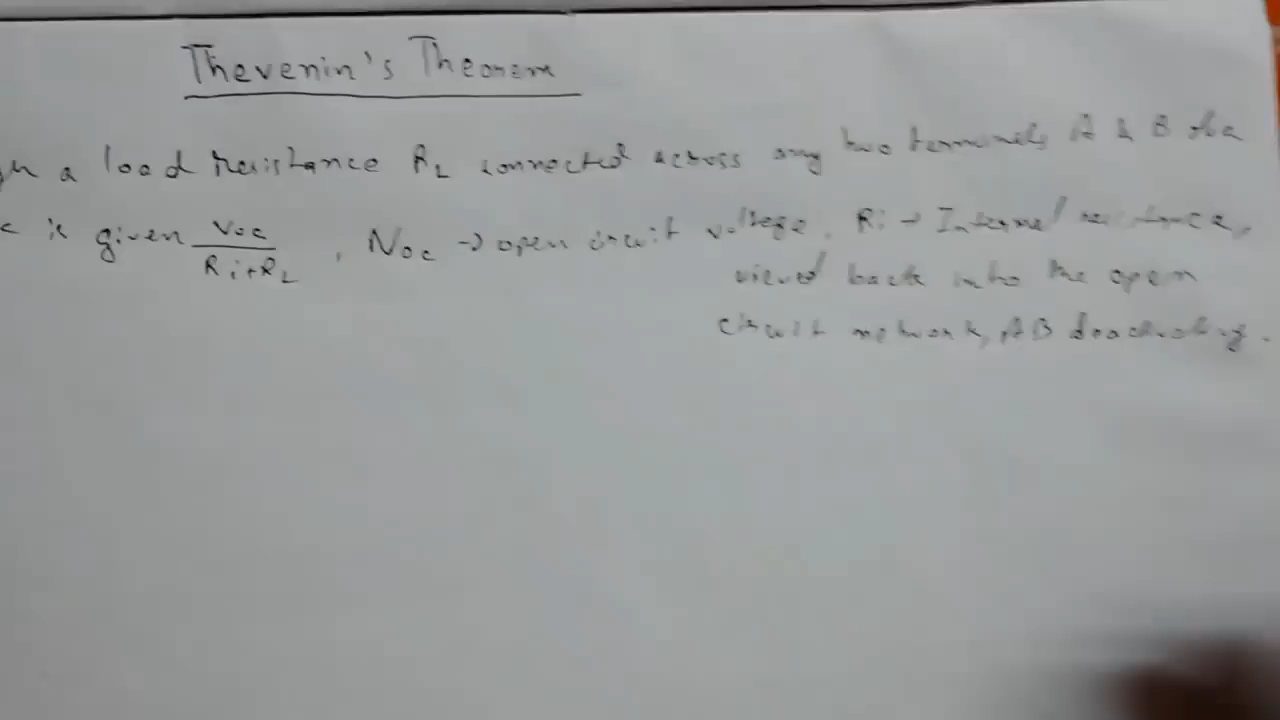 Thevenin's Theorem
a load resistance RL connected across any two terminals A & B of a
is given Voc/Ri+RL, Voc → open circuit voltage, Ri → Internal resistance,
viewed back into the open
circuit network, AB deactivating.